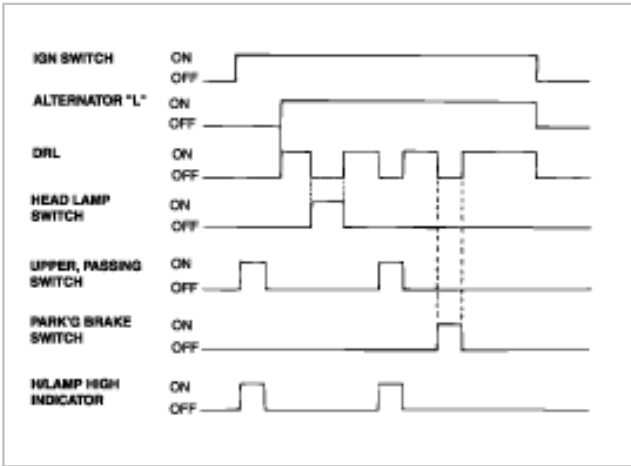 IGN SWITCH ON
OFF
ALTERNATOR "L" ON
OFF
DRL ON
OFF
HEAD LAMP
SWITCH
ON
OFF
UPPER, PASSING
SWITCH
ON
OFF
PARK'G BRAKE
SWITCH
ON
OFF
H/LAMP HIGH
INDICATOR
ON
OFF